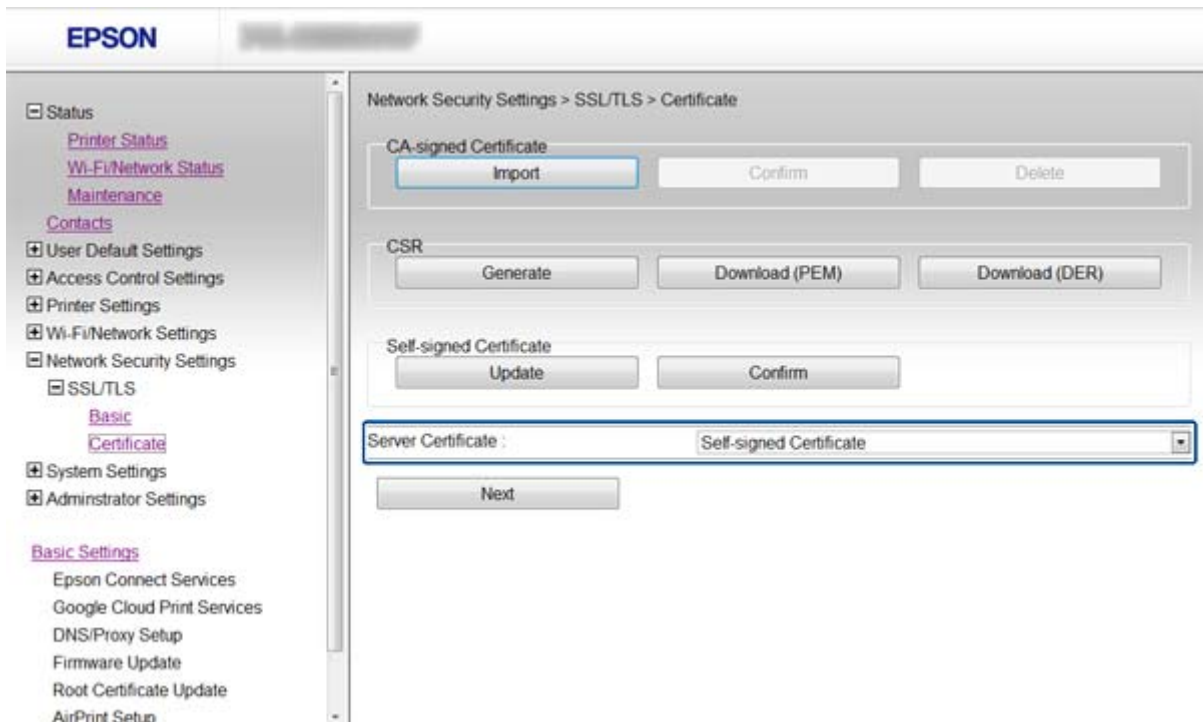 EPSON
Status
Printer Status
Wi-Fi/Network Status
Maintenance
Contacts
User Default Settings
Access Control Settings
Printer Settings
Wi-Fi/Network Settings
Network Security Settings
SSL/TLS
Basic
Certificate
System Settings
Adminstrator Settings
Basic Settings
Epson Connect Services
Google Cloud Print Services
DNS/Proxy Setup
Firmware Update
Root Certificate Update
AirPrint Setup
Network Security Settings > SSL/TLS > Certificate
CA-signed Certificate
Import Confirm Delete
CSR
Generate Download (PEM) Download (DER)
Self-signed Certificate
Update Confirm
Server Certificate : Self-signed Certificate
Next